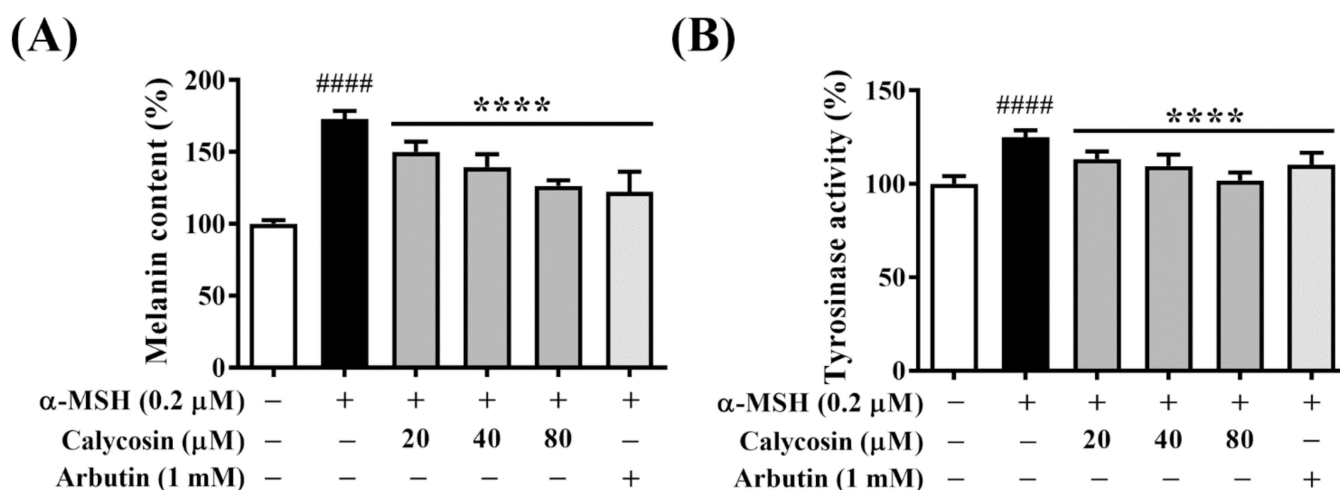 (A)
Melanin content (%)
200
150
100
50
0
####
****
α-MSH (0.2 μM) – + + + + +
Calycosin (μM) – – 20 40 80 –
Arbutin (1 mM) – – – – – +
(B)
Tyrosinase activity (%)
150
100
50
0
####
****
α-MSH (0.2 μM) – + + + + +
Calycosin (μM) – – 20 40 80 –
Arbutin (1 mM) – – – – – +